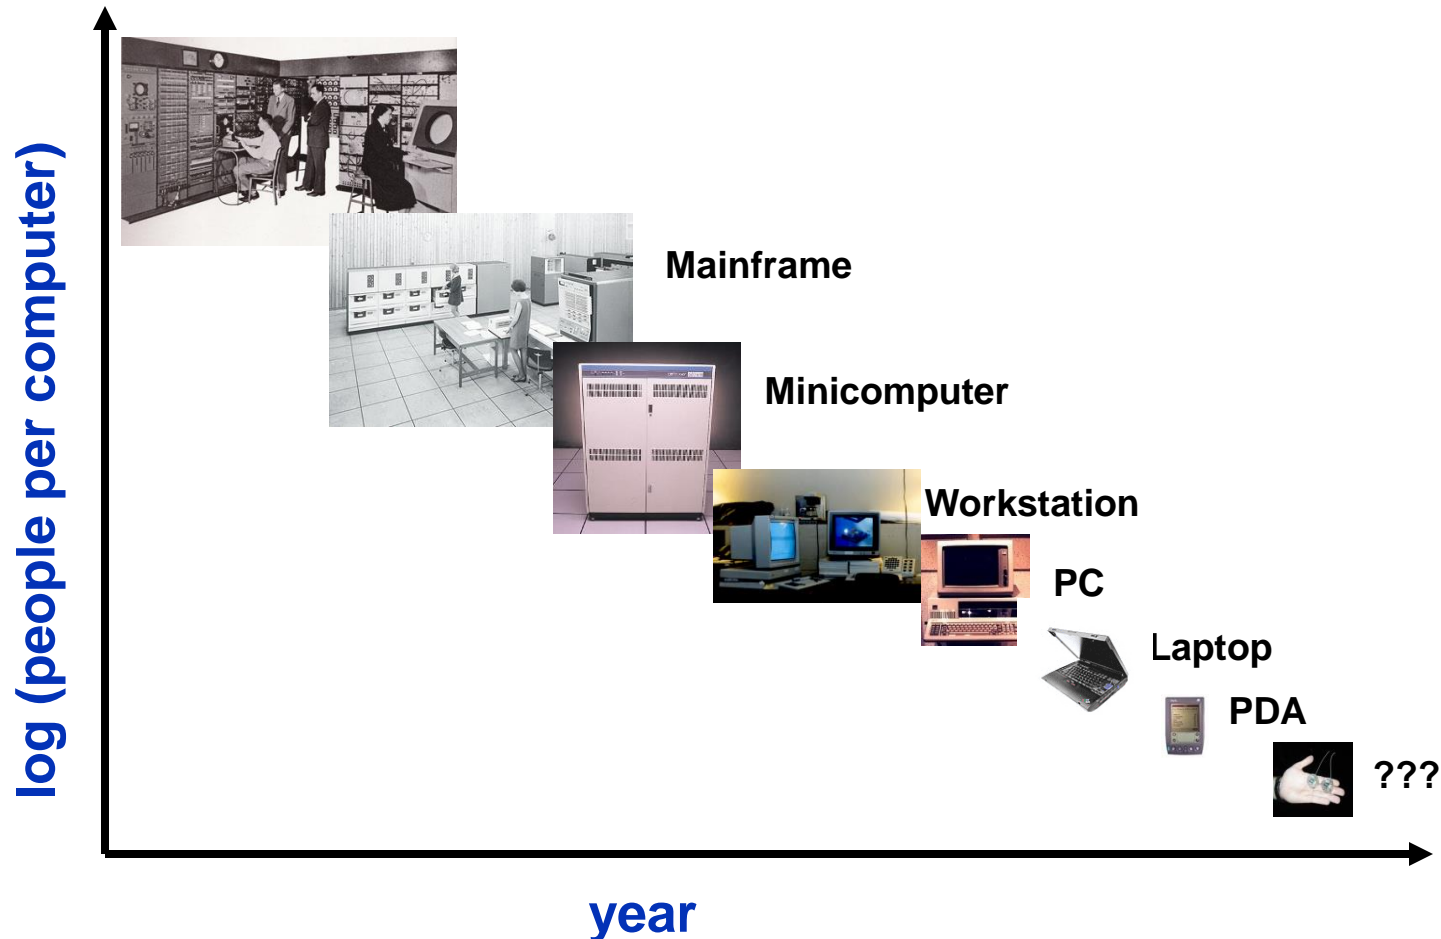 log (people per computer)
Mainframe
Minicomputer
Workstation
PC
Laptop
PDA
???
year